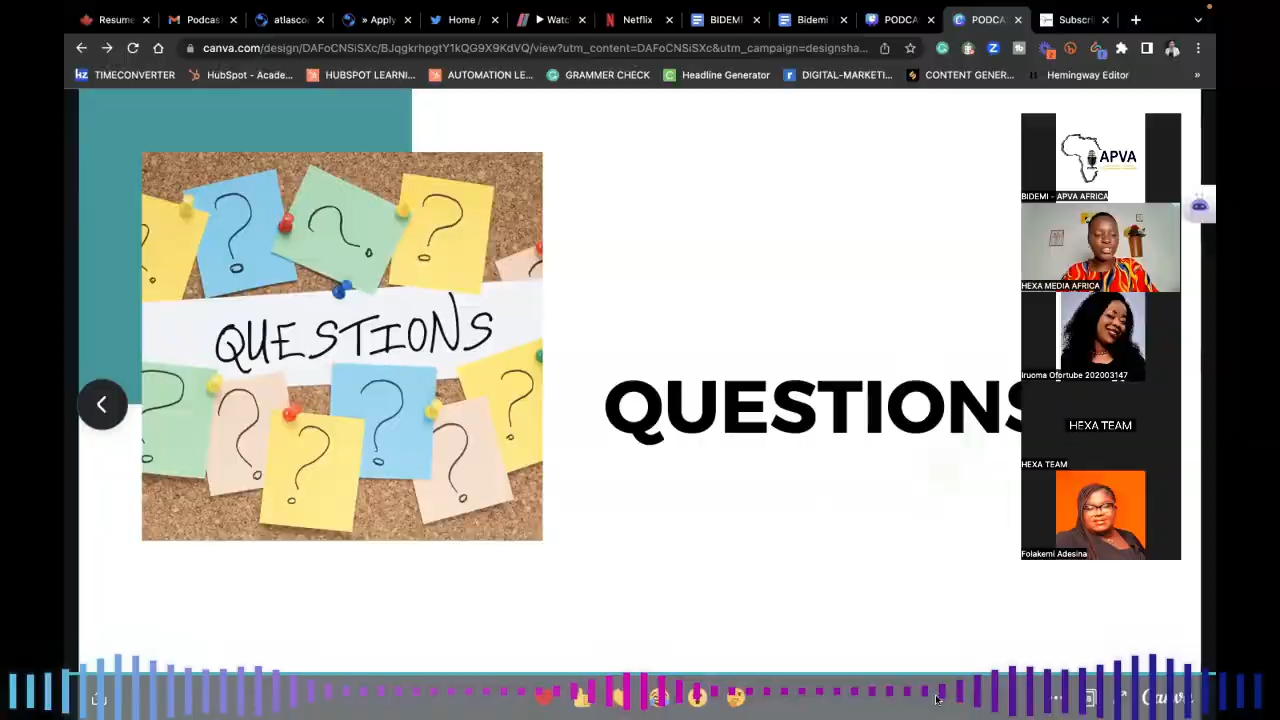 Resume
Podcas
atlasco
» Apply
Home /
Watc
Netflix
BIDEMI
Bidemi
PODCA
PODCA
Subscri
canva.com/design/DAFoCNSiSXc/BJqgkrhpgtY1kQG9X9KdVQ/view?utm_content=DAFoCNSiSXc&utm_campaign=designsha...
TIMECONVERTER
HubSpot - Acade...
HUBSPOT LEARNI...
AUTOMATION LE...
GRAMMER CHECK
Headline Generator
DIGITAL-MARKETI...
CONTENT GENER...
Hemingway Editor
»
QUESTIONS
QUESTIONS
APVA
BIDEMI - APVA AFRICA
HEXA MEDIA AFRICA
Iruoma Ofortube 202003147
HEXA TEAM
HEXA TEAM
Folakemi Adesina
Canva